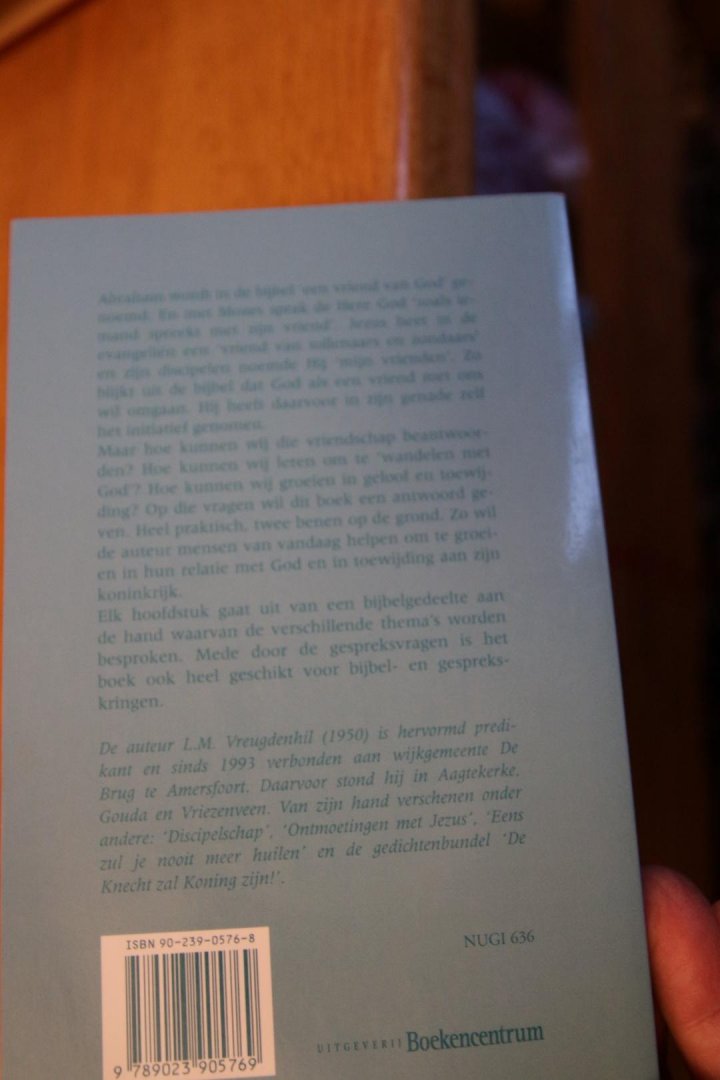 Abraham wordt in de bijbel 'een vriend van God' ge-
noemd. En met Mozes sprak de Here God 'zoals ie-
mand spreekt met zijn vriend'. Jezus heet in de
evangeliën een 'vriend van tollenaars en zondaars'
en zijn discipelen noemde Hij 'mijn vrienden'. Zo
blijkt uit de bijbel dat God als een vriend met ons
wil omgaan. Hij heeft daarvoor in zijn genade zelf
het initiatief genomen.
Maar hoe kunnen wij die vriendschap beantwoor-
den? Hoe kunnen wij leren om te 'wandelen met
God'? Hoe kunnen wij groeien in geloof en toewij-
ding? Op die vragen wil dit boek een antwoord ge-
ven. Heel praktisch, twee benen op de grond. Zo wil
de auteur mensen van vandaag helpen om te groei-
en in hun relatie met God en in toewijding aan zijn
koninkrijk.
Elk hoofdstuk gaat uit van een bijbelgedeelte aan
de hand waarvan de verschillende thema's worden
besproken. Mede door de gespreksvragen is het
boek ook heel geschikt voor bijbel- en gespreks-
kringen.
De auteur L.M. Vreugdenhil (1950) is hervormd predi-
kant en sinds 1993 verbonden aan wijkgemeente De
Brug te Amersfoort. Daarvoor stond hij in Aagtekerke,
Gouda en Vriezenveen. Van zijn hand verschenen onder
andere: 'Discipelschap', 'Ontmoetingen met Jezus', 'Eens
zul je nooit meer huilen' en de gedichtenbundel 'De
Knecht zal Koning zijn!'.
ISBN 90-239-0576-8
NUGI 636
9 789023 905769
UITGEVERIJ Boekencentrum